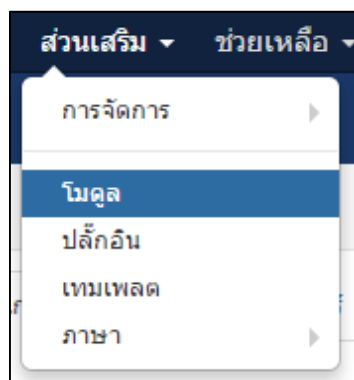 ส่วนเสริม ช่วยเหลือ
การจัดการ
โมดูล
ปลั๊กอิน
เทมเพลต
ภาษา